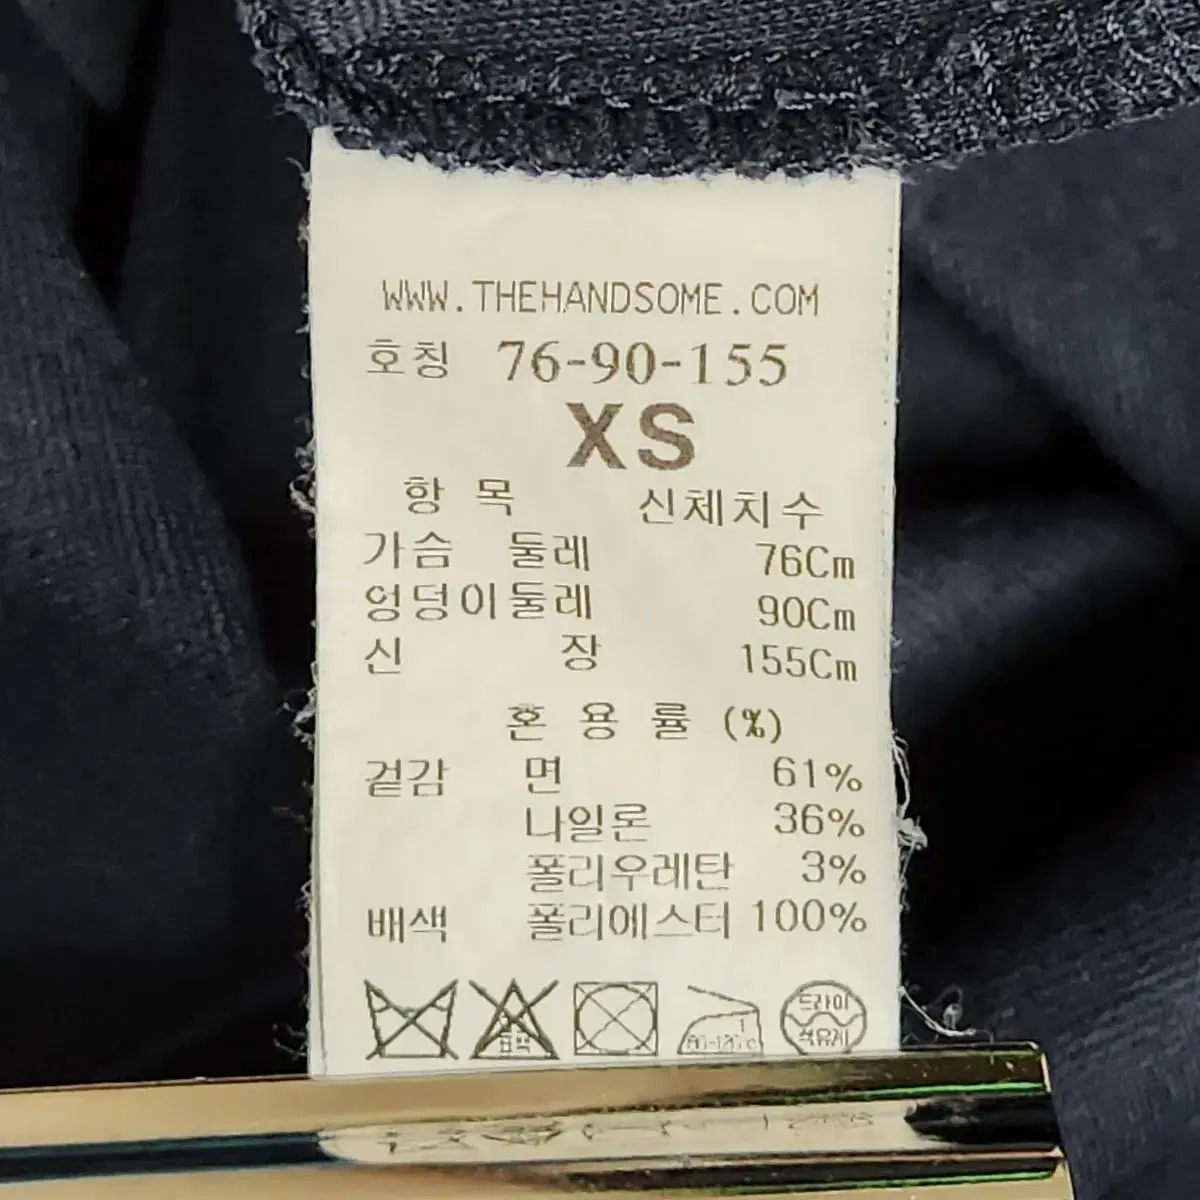 WWW.THEHANDSOME.COM
호칭 76-90-155
XS
항 목 신체치수
가슴 둘레 76Cm
엉덩이둘레 90Cm
신 장 155Cm
혼 용 률 (%)
겉감 면 61%
나일론 36%
폴리우레탄 3%
배색 폴리에스터 100%
표백
1
드라이
석유계